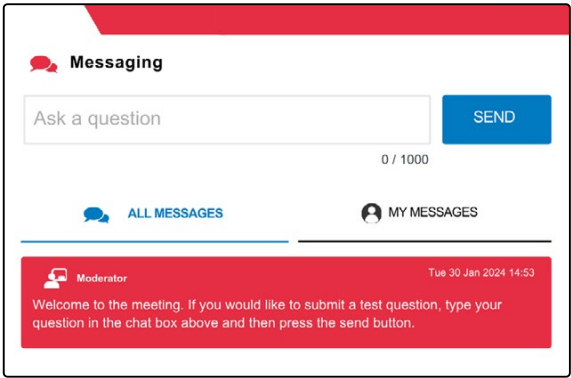 Messaging
Ask a question
SEND
0 / 1000
ALL MESSAGES
MY MESSAGES
Moderator
Tue 30 Jan 2024 14:53
Welcome to the meeting. If you would like to submit a test question, type your
question in the chat box above and then press the send button.